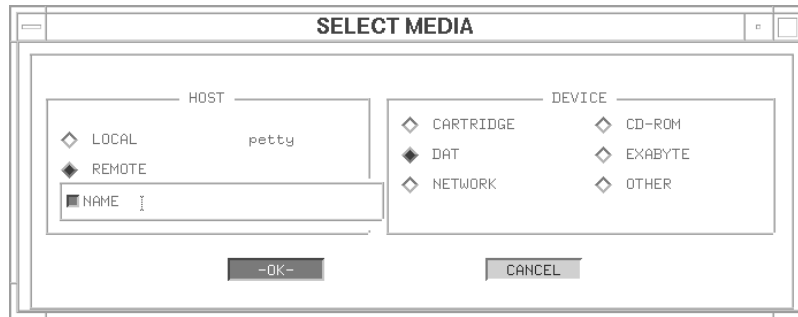 SELECT MEDIA
HOST
LOCAL petty
REMOTE
NAME
DEVICE
CARTRIDGE CD-ROM
DAT EXABYTE
NETWORK OTHER
-OK- CANCEL